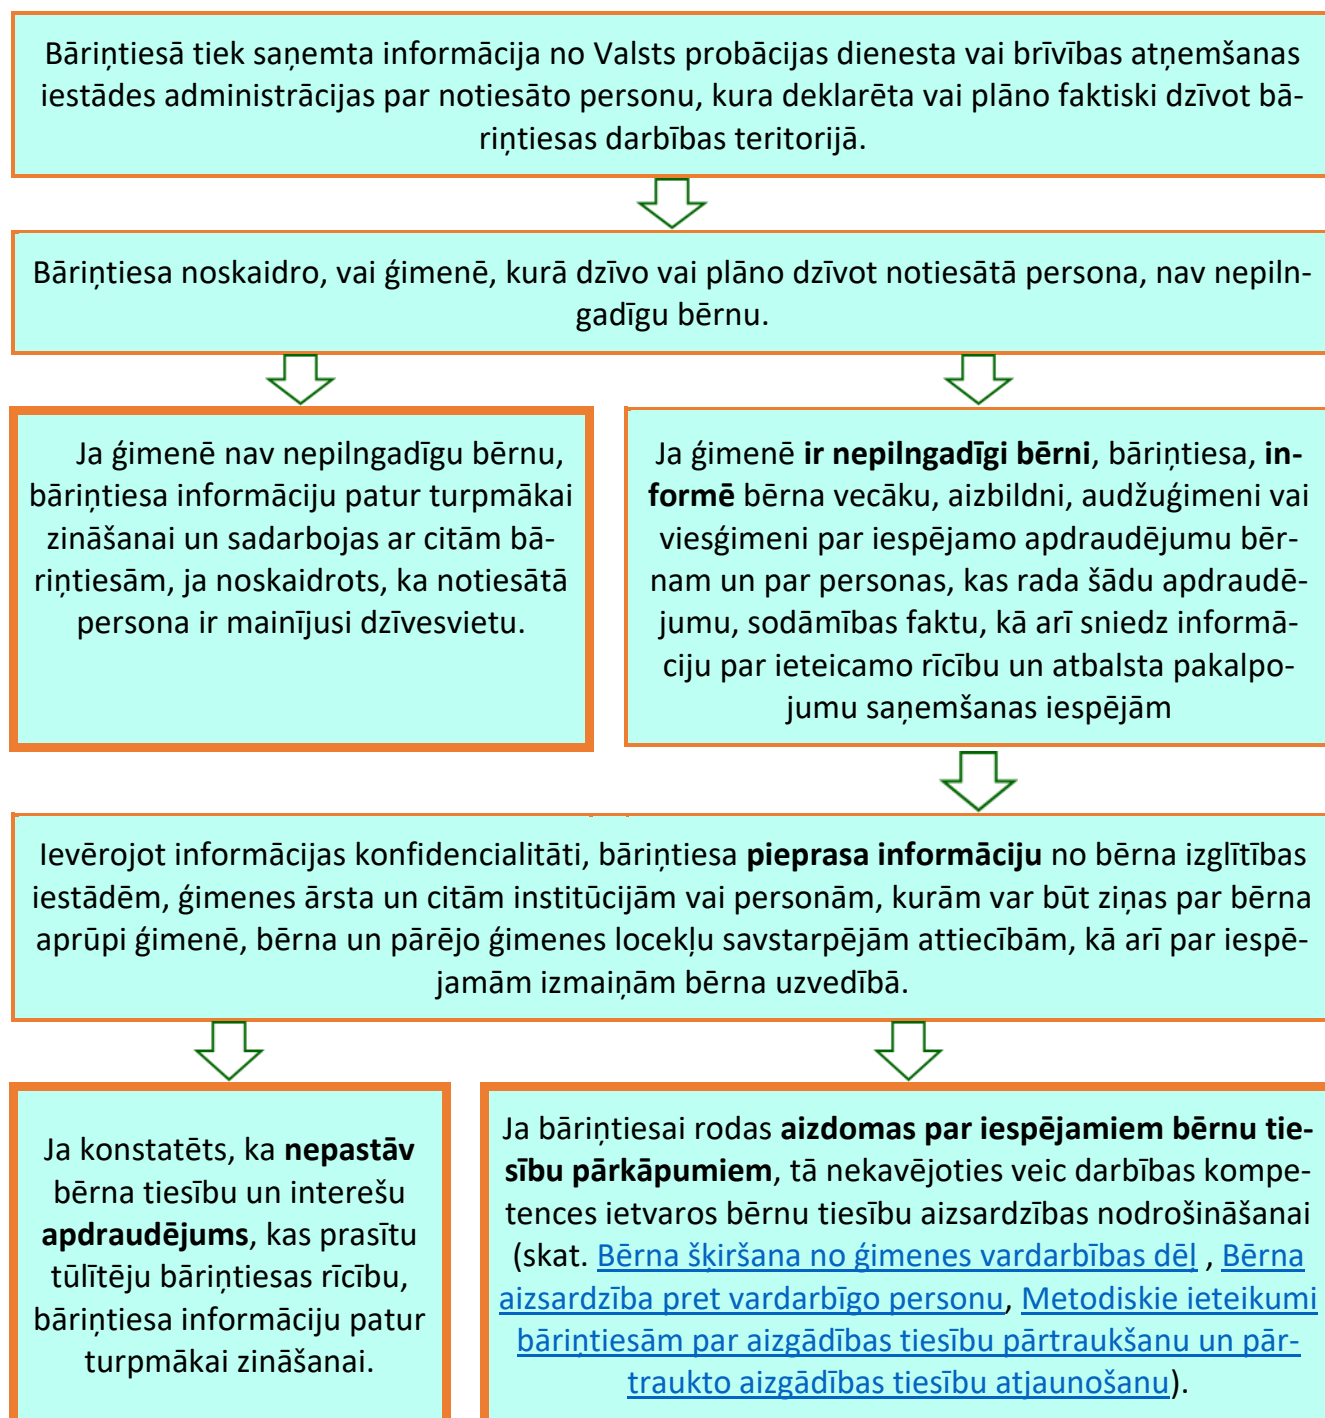 Bāriņtiesā tiek saņemta informācija no Valsts probācijas dienesta vai brīvības atņemšanas
iestādes administrācijas par notiesāto personu, kura deklarēta vai plāno faktiski dzīvot bā-
riņtiesas darbības teritorijā.
Bāriņtiesa noskaidro, vai ģimenē, kurā dzīvo vai plāno dzīvot notiesātā persona, nav nepiln-
gadīgu bērnu.
Ja ģimenē nav nepilngadīgu bērnu,
bāriņtiesa informāciju patur turpmākai
zināšanai un sadarbojas ar citām bā-
riņtiesām, ja noskaidrots, ka notiesātā
persona ir mainījusi dzīvesvietu.
Ja ģimenē ir nepilngadīgi bērni, bāriņtiesa, in-
formē bērna vecāku, aizbildni, audžuģimeni vai
viesģimeni par iespējamo apdraudējumu bēr-
nam un par personas, kas rada šādu apdraudē-
jumu, sodāmības faktu, kā arī sniedz informā-
ciju par ieteicamo rīcību un atbalsta pakalpo-
jumu saņemšanas iespējām
Ievērojot informācijas konfidencialitāti, bāriņtiesa pieprasa informāciju no bērna izglītības
iestādēm, ģimenes ārsta un citām institūcijām vai personām, kurām var būt ziņas par bērna
aprūpi ģimenē, bērna un pārējo ģimenes locekļu savstarpējām attiecībām, kā arī par iespē-
jamām izmaiņām bērna uzvedībā.
Ja konstatēts, ka nepastāv
bērna tiesību un interešu
apdraudējums, kas prasītu
tūlītēju bāriņtiesas rīcību,
bāriņtiesa informāciju patur
turpmākai zināšanai.
Ja bāriņtiesai rodas aizdomas par iespējamiem bērnu tie-
sību pārkāpumiem, tā nekavējoties veic darbības kompe-
tences ietvaros bērnu tiesību aizsardzības nodrošināšanai
(skat. Bērna šķiršana no ģimenes vardarbības dēļ , Bērna
aizsardzība pret vardarbīgo personu, Metodiskie ieteikumi
bāriņtiesām par aizgādības tiesību pārtraukšanu un pār-
traukto aizgādības tiesību atjaunošanu).